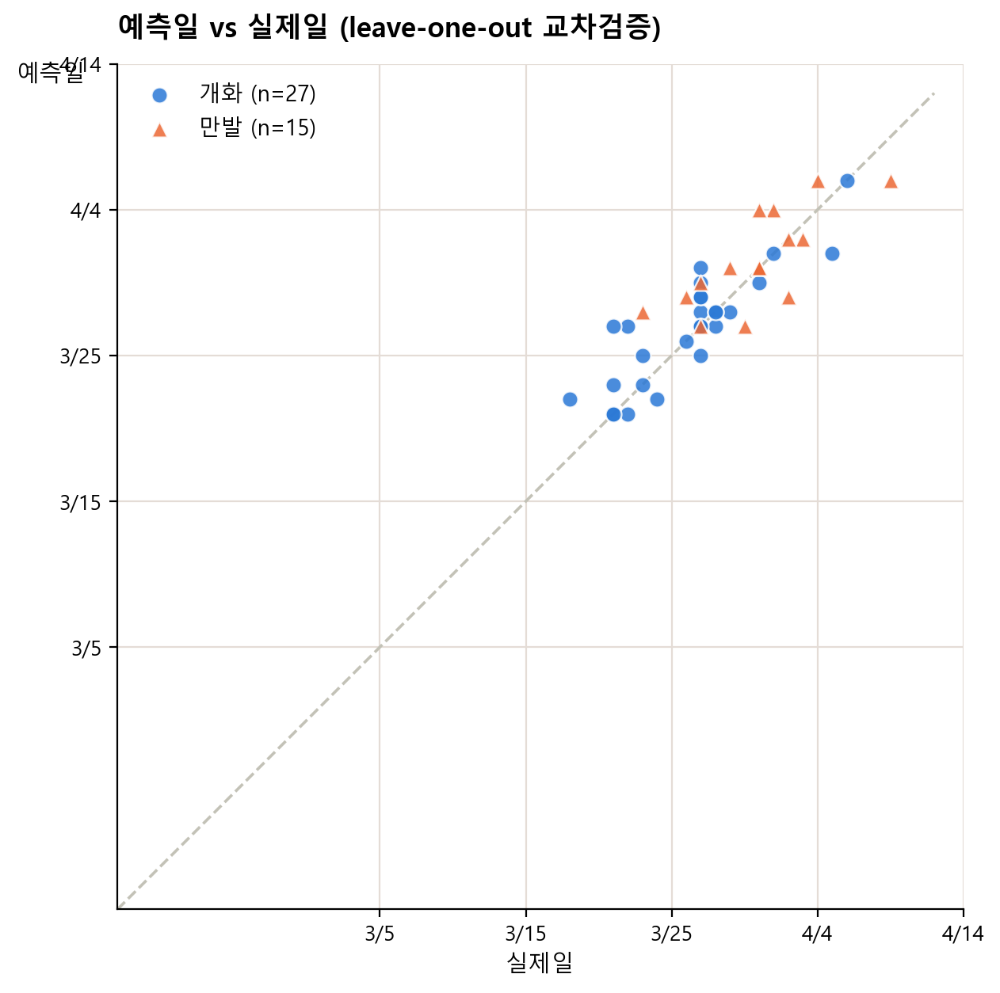 예측일 vs 실제일 (leave-one-out 교차검증)
예측일
4/14
개화 (n=27)
만발 (n=15)
4/4
3/25
3/15
3/5
3/5 3/15 3/25 4/4 4/14
실제일